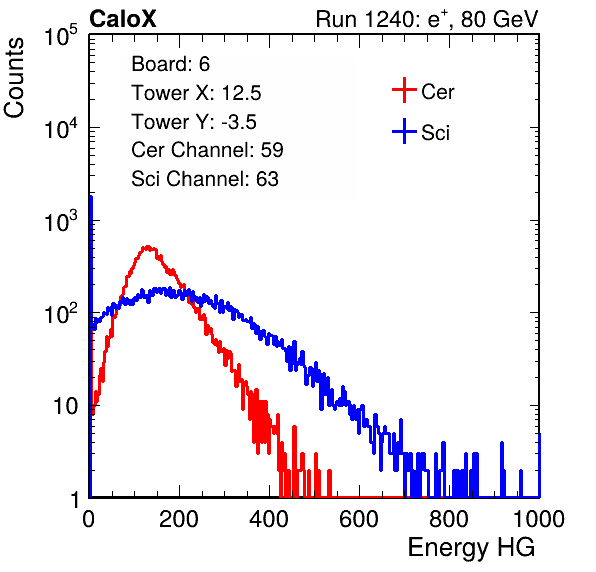 CaloX Run 1240: e⁺, 80 GeV
Counts
10⁵
10⁴
10³
10²
10
1
Board: 6
Tower X: 12.5
Tower Y: -3.5
Cer Channel: 59
Sci Channel: 63
Cer
Sci
0 200 400 600 800 1000
Energy HG